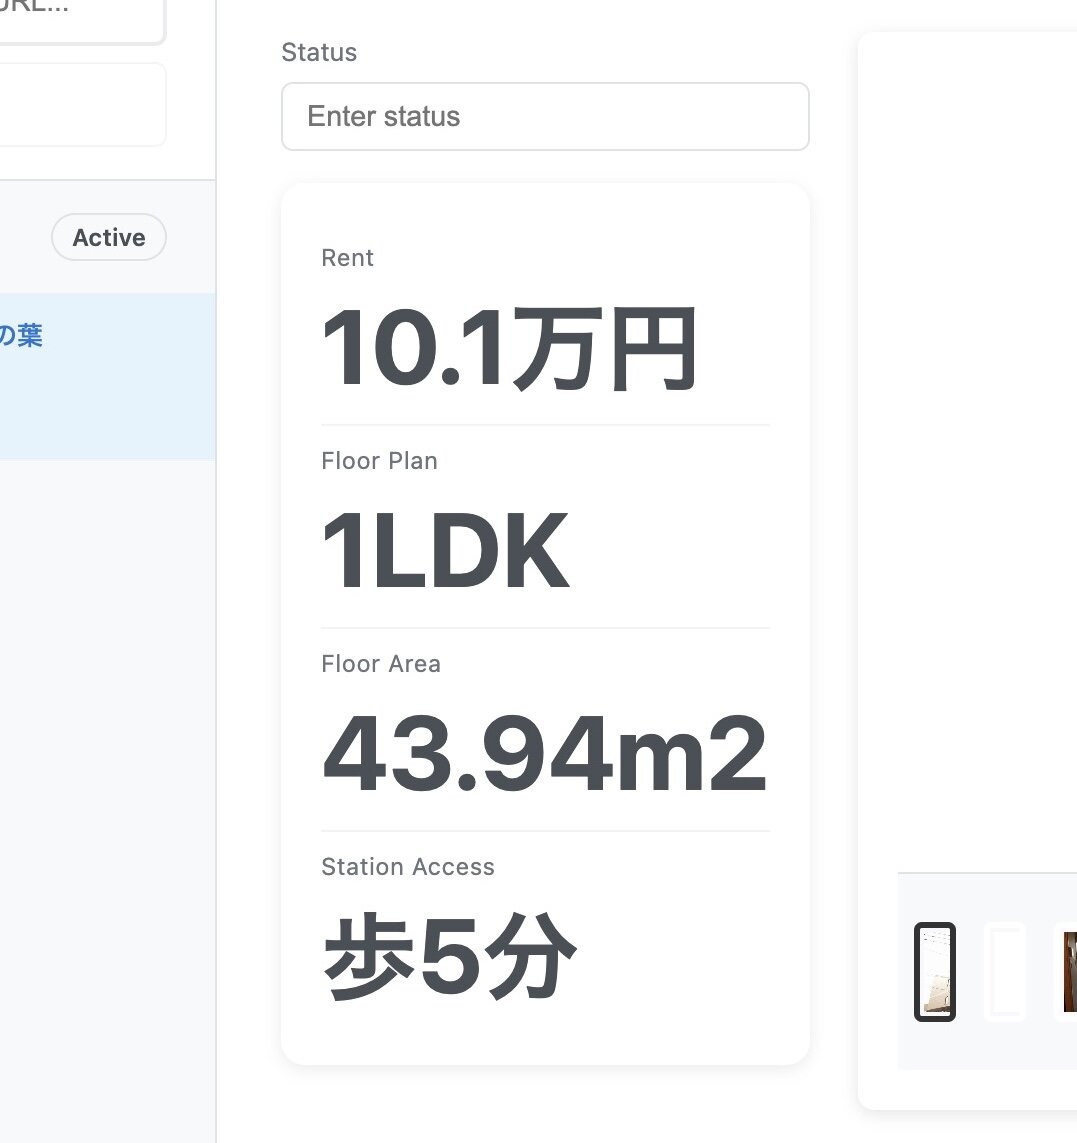 URL...
Status
Enter status
Active
の葉
Rent
10.1万円
Floor Plan
1LDK
Floor Area
43.94m2
Station Access
歩5分